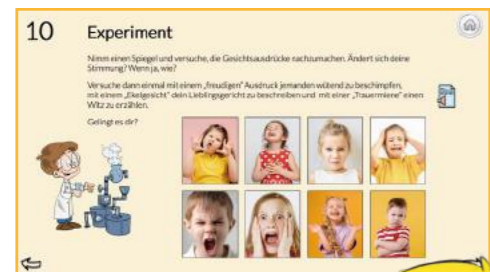 10 Experiment
Nimm einen Spiegel und versuche, die Gesichtsausdrücke nachzumachen. Ändert sich deine
Stimmung? Wenn ja, wie?
Versuche dann einmal mit einem „freudigen" Ausdruck jemanden wütend zu beschimpfen,
mit einem „Ekelgesicht" dein Lieblingsgericht zu beschreiben und mit einer „Trauermiene" einen
Witz zu erzählen.
Gelingt es dir?